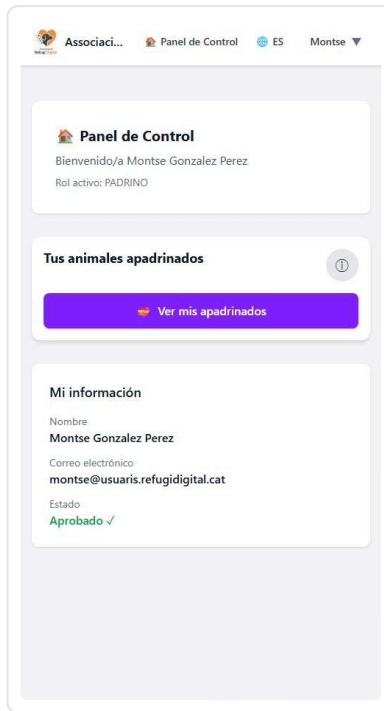 Associaci...
Panel de Control
ES
Montse ▼
Panel de Control
Bienvenido/a Montse Gonzalez Perez
Rol activo: PADRINO
Tus animales apadrinados
Ver mis apadrinados
Mi información
Nombre
Montse Gonzalez Perez
Correo electrónico
montse@usuaris.refugidigital.cat
Estado
Aprobado ✓